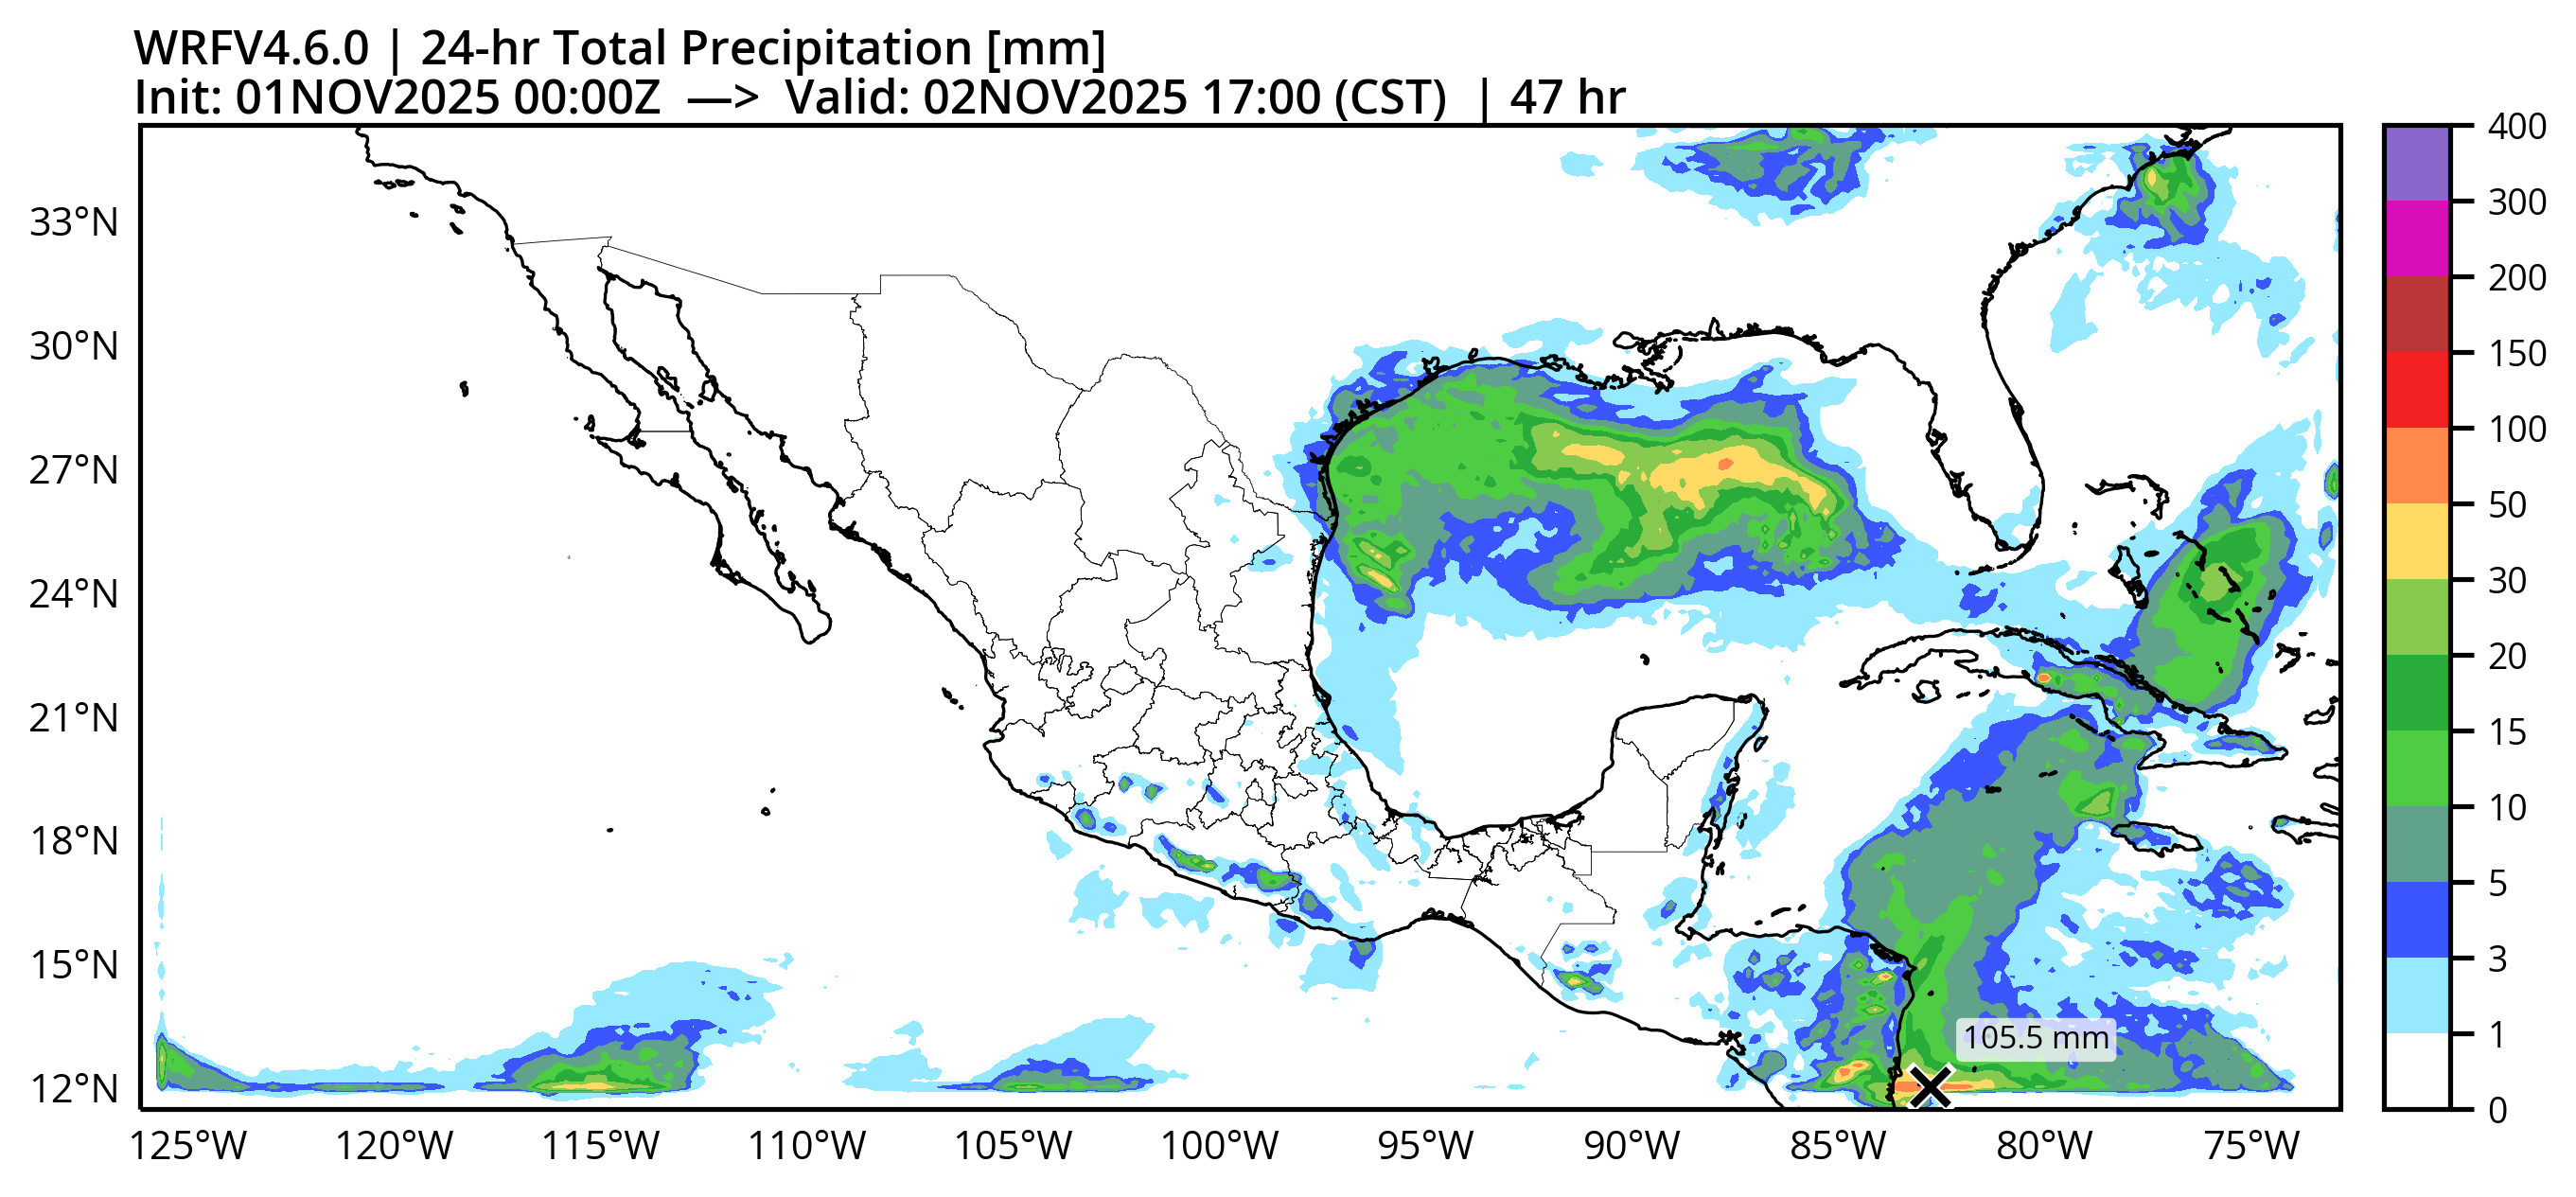 WRFV4.6.0 | 24-hr Total Precipitation [mm]
Init: 01NOV2025 00:00Z —> Valid: 02NOV2025 17:00 (CST) | 47 hr
33°N
30°N
27°N
24°N
21°N
18°N
15°N
12°N
125°W 120°W 115°W 110°W 105°W 100°W 95°W 90°W 85°W 80°W 75°W
105.5 mm
400
300
200
150
100
50
30
20
15
10
5
3
1
0